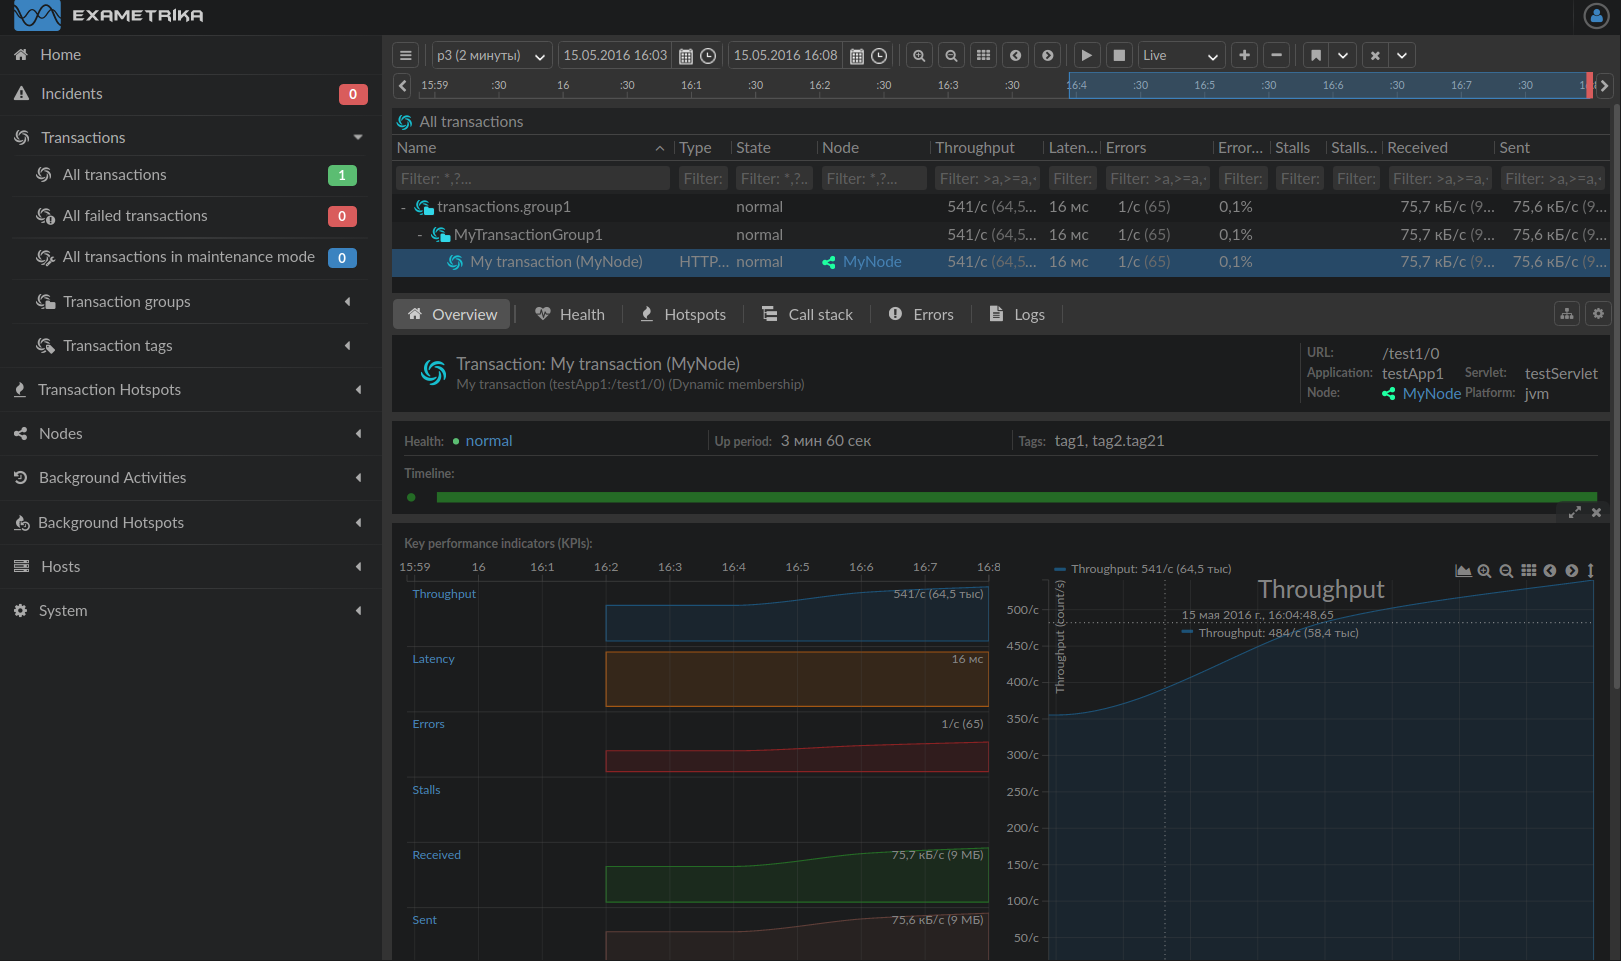 EXAMETRIKA
Home
Incidents 0
Transactions
All transactions 1
All failed transactions 0
All transactions in maintenance mode 0
Transaction groups
Transaction tags
Transaction Hotspots
Nodes
Background Activities
Background Hotspots
Hosts
System
p3 (2 минуты) 15.05.2016 16:03 15.05.2016 16:08 Live
15:59 :30 16 :30 16:1 :30 16:2 :30 16:3 :30 16:4 :30 16:5 :30 16:6 :30 16:7 :30
All transactions
Name Type State Node Throughput Laten... Errors Error... Stalls Stalls... Received Sent
Filter: *,?... Filter: Filter: *,?.. Filter: *,?... Filter: >a,>=a,< Filter: Filter: >a,>=a,< Filter: Filter: Filter: Filter: >a,>=a,< Filter: >a,>=a,<
- transactions.group1 normal 541/с (64,5... 16 мс 1/с (65) 0,1% 75,7 кБ/с (9... 75,6 кБ/с (9...
- MyTransactionGroup1 normal 541/с (64,5... 16 мс 1/с (65) 0,1% 75,7 кБ/с (9... 75,6 кБ/с (9...
My transaction (MyNode) HTTP... normal MyNode 541/с (64,5... 16 мс 1/с (65) 0,1% 75,7 кБ/с (9... 75,6 кБ/с (9...
Overview Health Hotspots Call stack Errors Logs
Transaction: My transaction (MyNode)
My transaction (testApp1:/test1/0) (Dynamic membership)
URL: /test1/0
Application: testApp1 Servlet: testServlet
Node: MyNode Platform: jvm
Health: normal Up period: 3 мин 60 сек Tags: tag1, tag2.tag21
Timeline:
Key performance indicators (KPIs):
15:59 16 16:1 16:2 16:3 16:4 16:5 16:6 16:7 16:8
Throughput 541/с (64,5 тыс)
Latency 16 мс
Errors 1/с (65)
Stalls
Received 75,7 кБ/с (9 МБ)
Sent 75,6 кБ/с (9 МБ)
Throughput: 541/с (64,5 тыс)
Throughput
Throughput (count/s)
15 мая 2016 г., 16:04:48,65
Throughput: 484/с (58,4 тыс)
500/с
450/с
400/с
350/с
300/с
250/с
200/с
150/с
100/с
50/с